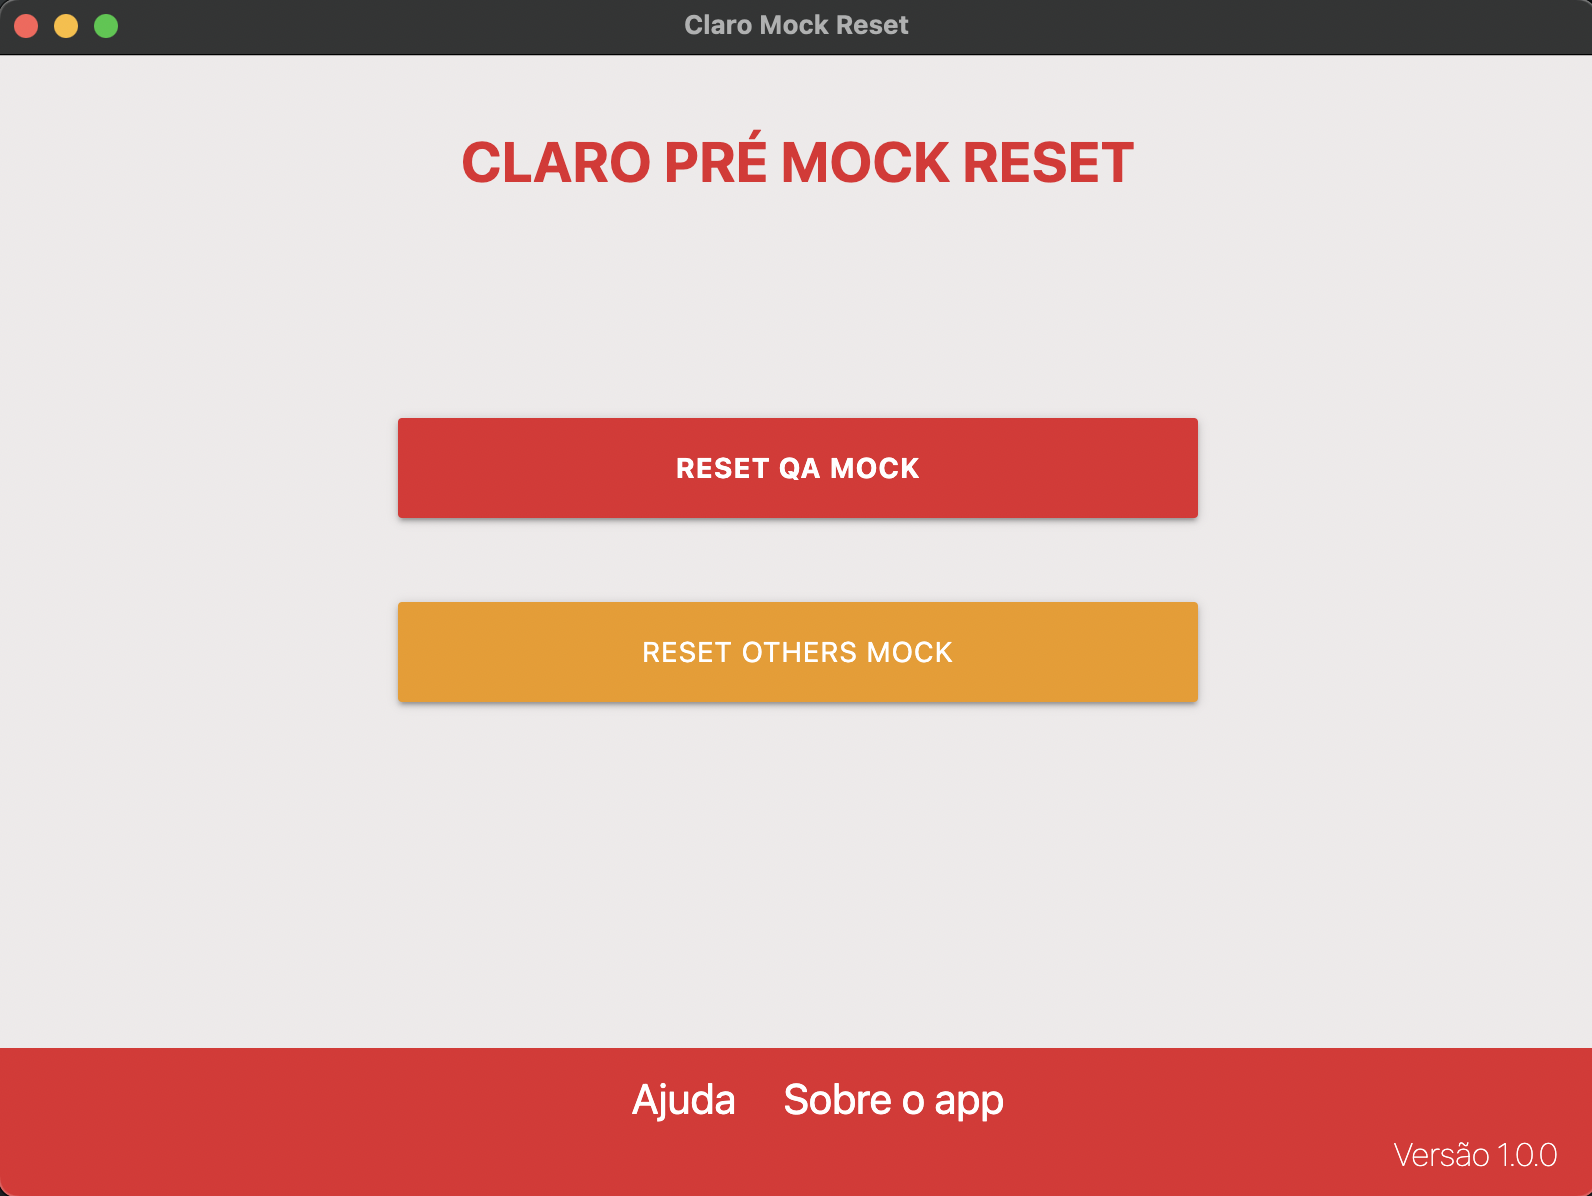 Claro Mock Reset
CLARO PRÉ MOCK RESET
RESET QA MOCK
RESET OTHERS MOCK
Ajuda Sobre o app
Versão 1.0.0